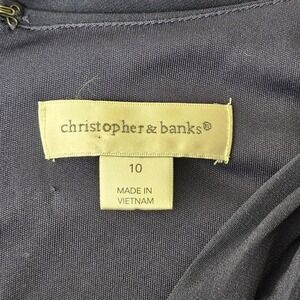 christopher & banks®
10
MADE IN
VIETNAM